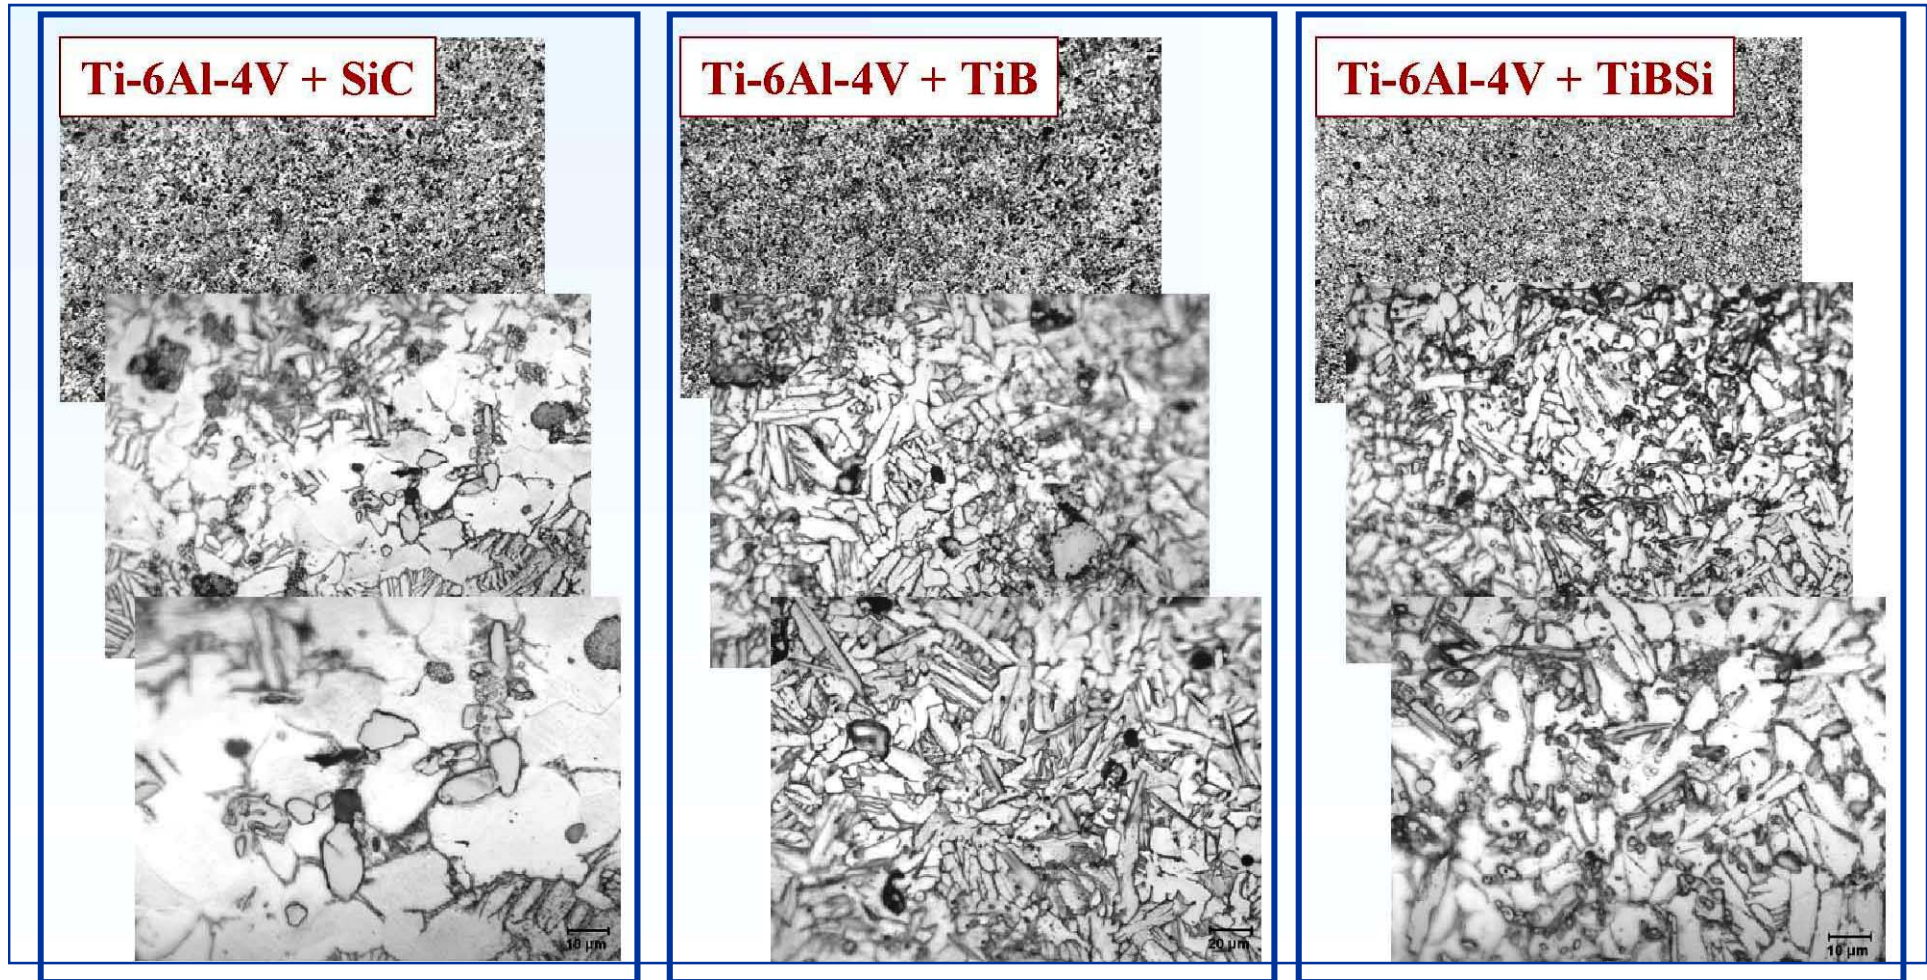 Ti-6Al-4V + SiC
Ti-6Al-4V + TiB
Ti-6Al-4V + TiBSi
10 μm
20 μm
10 μm